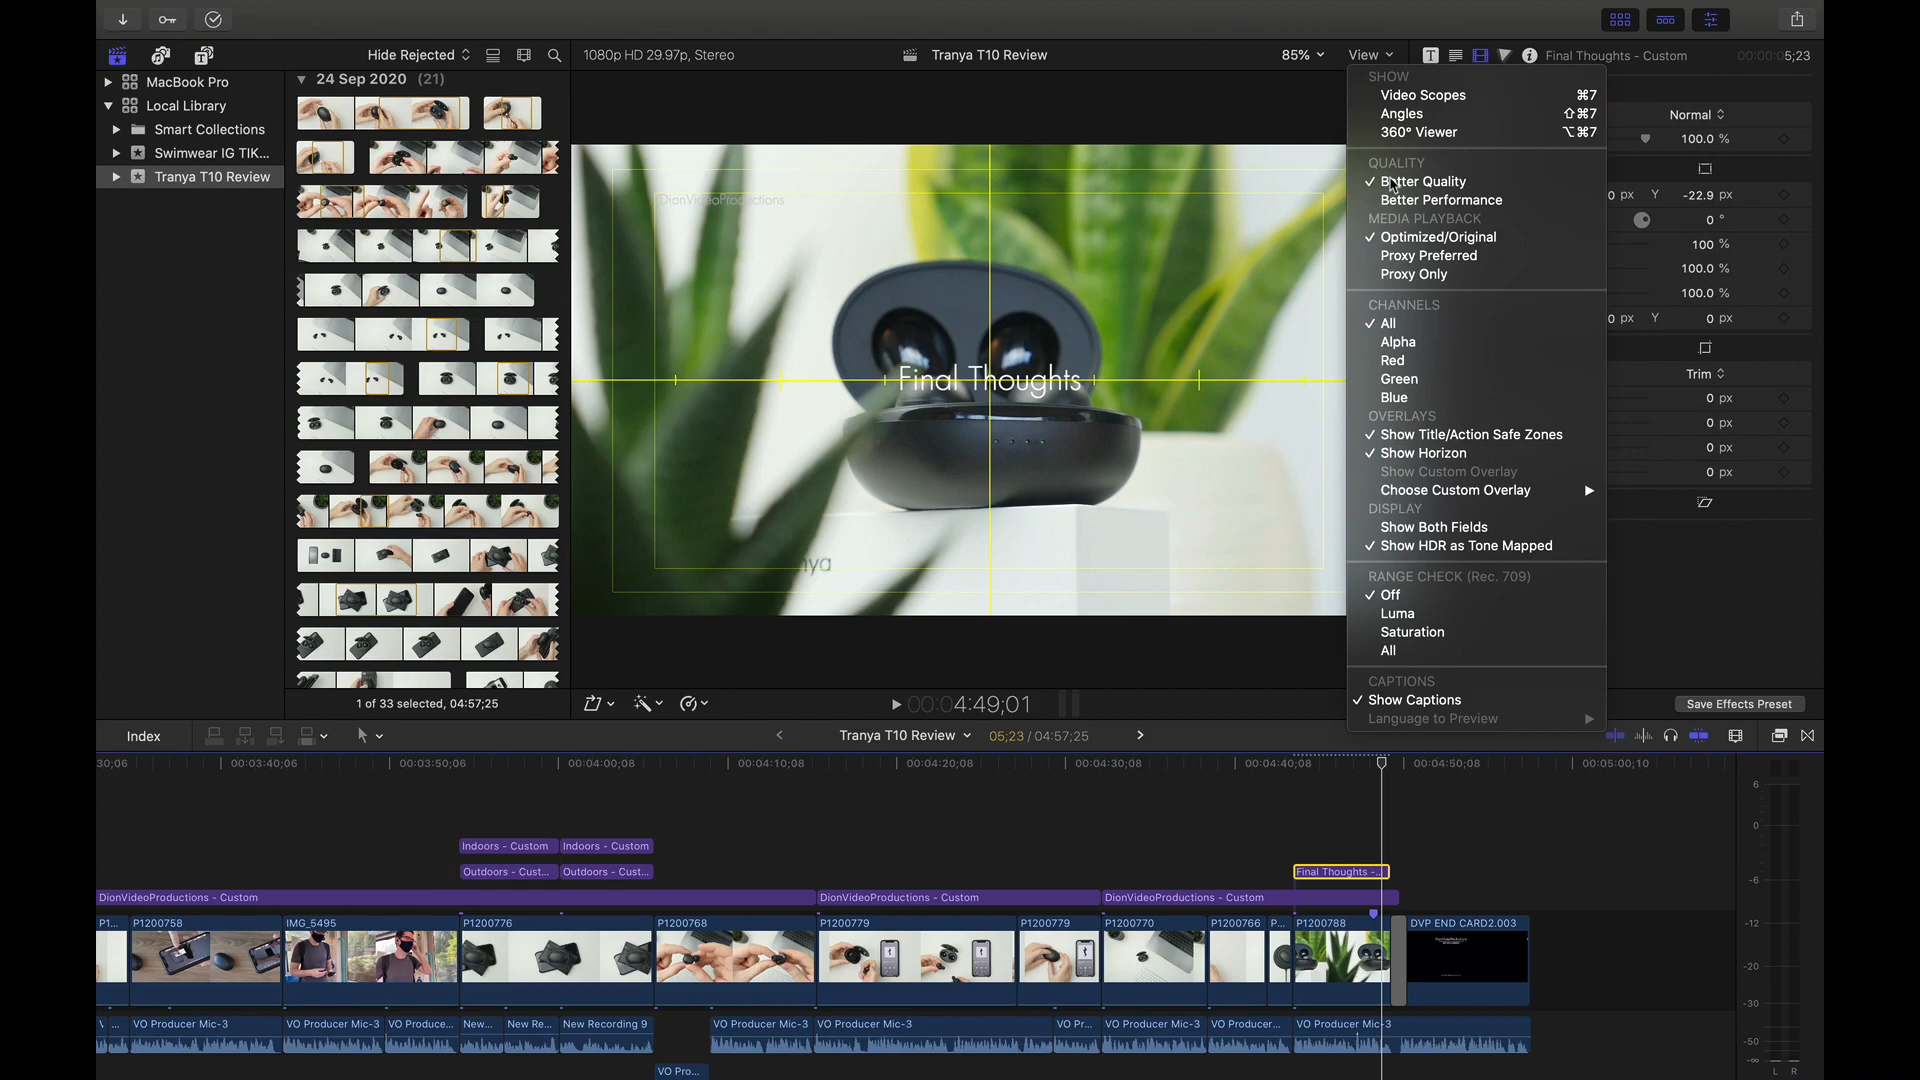 Hide Rejected
1080p HD 29.97p, Stereo
Tranya T10 Review
85%
View
Final Thoughts - Custom
00:00:05;23
MacBook Pro
Local Library
Smart Collections
Swimwear IG TIK...
Tranya T10 Review
24 Sep 2020 (21)
1 of 33 selected, 04:57;25
DionVideoProductions
Final Thoughts
SHOW
Video Scopes ⌘7
Angles ⇧⌘7
360° Viewer ⌥⌘7
QUALITY
✓ Better Quality
Better Performance
MEDIA PLAYBACK
✓ Optimized/Original
Proxy Preferred
Proxy Only
CHANNELS
✓ All
Alpha
Red
Green
Blue
OVERLAYS
✓ Show Title/Action Safe Zones
✓ Show Horizon
Show Custom Overlay
Choose Custom Overlay
DISPLAY
Show Both Fields
✓ Show HDR as Tone Mapped
RANGE CHECK (Rec. 709)
✓ Off
Luma
Saturation
All
CAPTIONS
✓ Show Captions
Language to Preview
Normal
100.0 %
0 px Y -22.9 px
0 °
100 %
100.0 %
100.0 %
0 px Y 0 px
Trim
0 px
0 px
0 px
0 px
Save Effects Preset
00:00:4:49;01
Index
Tranya T10 Review
05;23 / 04:57;25
30;06
00:03:40;06
00:03:50;06
00:04:00;08
00:04:10;08
00:04:20;08
00:04:30;08
00:04:40;08
00:04:50;08
00:05:00;10
Indoors - Custom
Indoors - Custom
Outdoors - Cust...
Outdoors - Cust...
Final Thoughts -...
DionVideoProductions - Custom
DionVideoProductions - Custom
DionVideoProductions - Custom
P1...
P1200758
IMG_5495
P1200776
P1200768
P1200779
P1200779
P1200770
P1200766
P...
P1200788
DVP END CARD2.003
...
VO Producer Mic-3
VO Producer Mic-3
VO Produce...
New...
New Re...
New Recording 9
VO Producer Mic-3
VO Producer Mic-3
VO Pr...
VO Producer Mic-3
VO Producer...
VO Producer Mic-3
VO Pro...
6
0
-6
-12
-20
-30
-50
-∞
L R